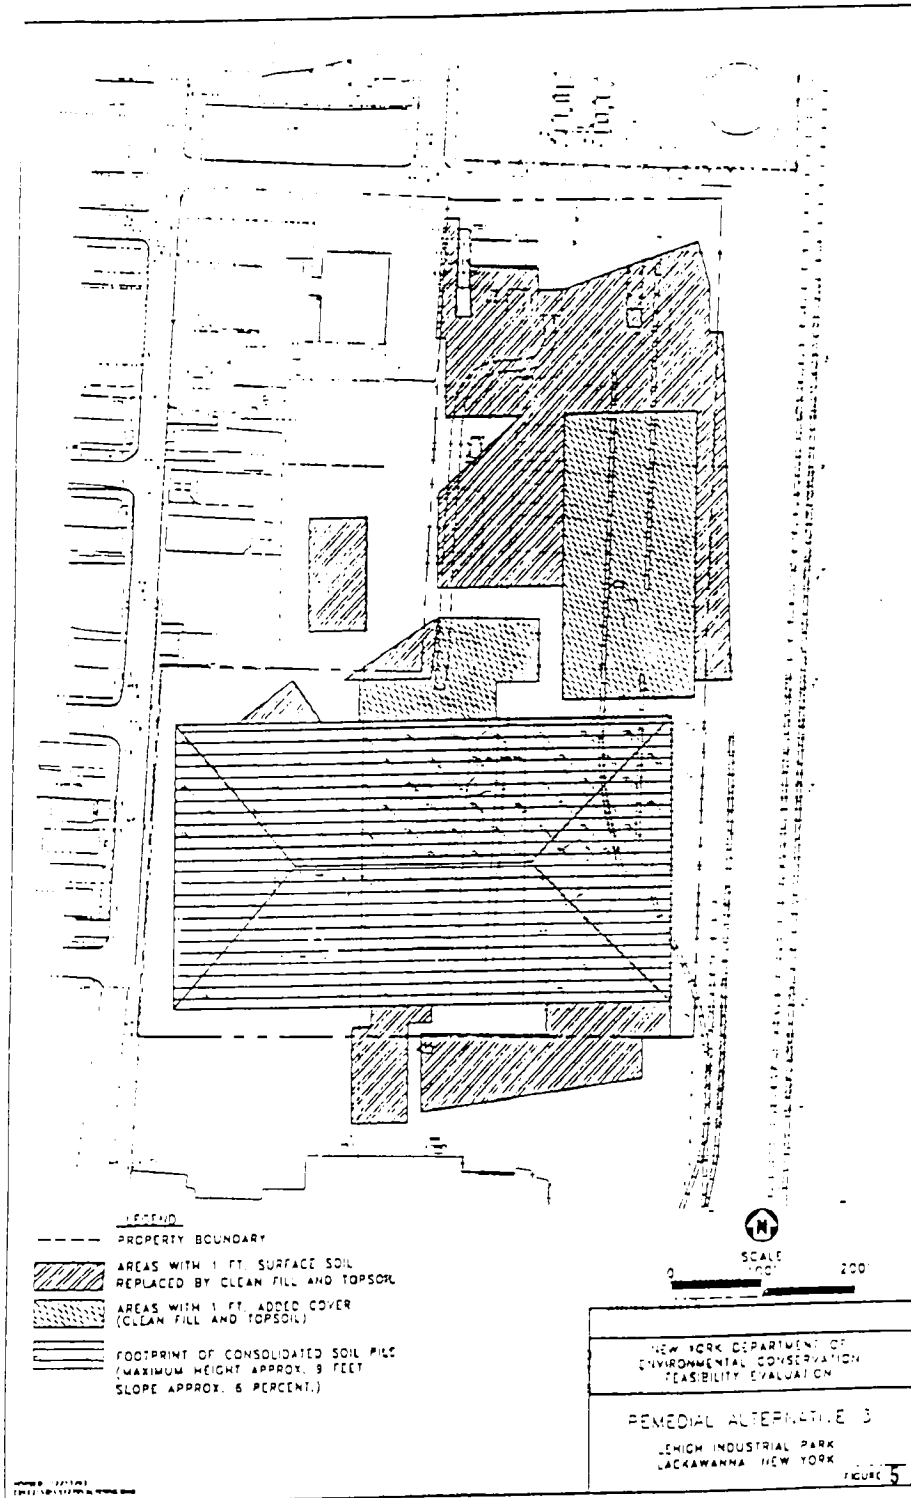 LEGEND
PROPERTY BOUNDARY
AREAS WITH 1 FT. SURFACE SOIL
REPLACED BY CLEAN FILL AND TOPSOIL
AREAS WITH 1 FT. ADDED COVER
(CLEAN FILL AND TOPSOIL)
FOOTPRINT OF CONSOLIDATED SOIL PILE
(MAXIMUM HEIGHT APPROX. 9 FEET
SLOPE APPROX. 6 PERCENT.)
N
SCALE
0 100' 200'
NEW YORK DEPARTMENT OF
ENVIRONMENTAL CONSERVATION
FEASIBILITY EVALUATION
REMEDIAL ALTERNATIVE 3
LEHIGH INDUSTRIAL PARK
LACKAWANNA NEW YORK
FIGURE 5